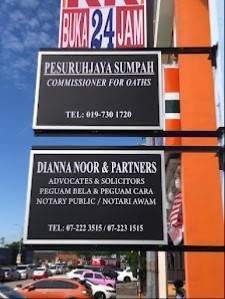 BUKA 24 JAM
PESURUHJAYA SUMPAH
COMMISSIONER FOR OATHS
TEL: 019-730 1720
DIANNA NOOR & PARTNERS
ADVOCATES & SOLICITORS
PEGUAM BELA & PEGUAM CARA
NOTARY PUBLIC / NOTARI AWAM
TEL: 07-222 3515 / 07-223 1515